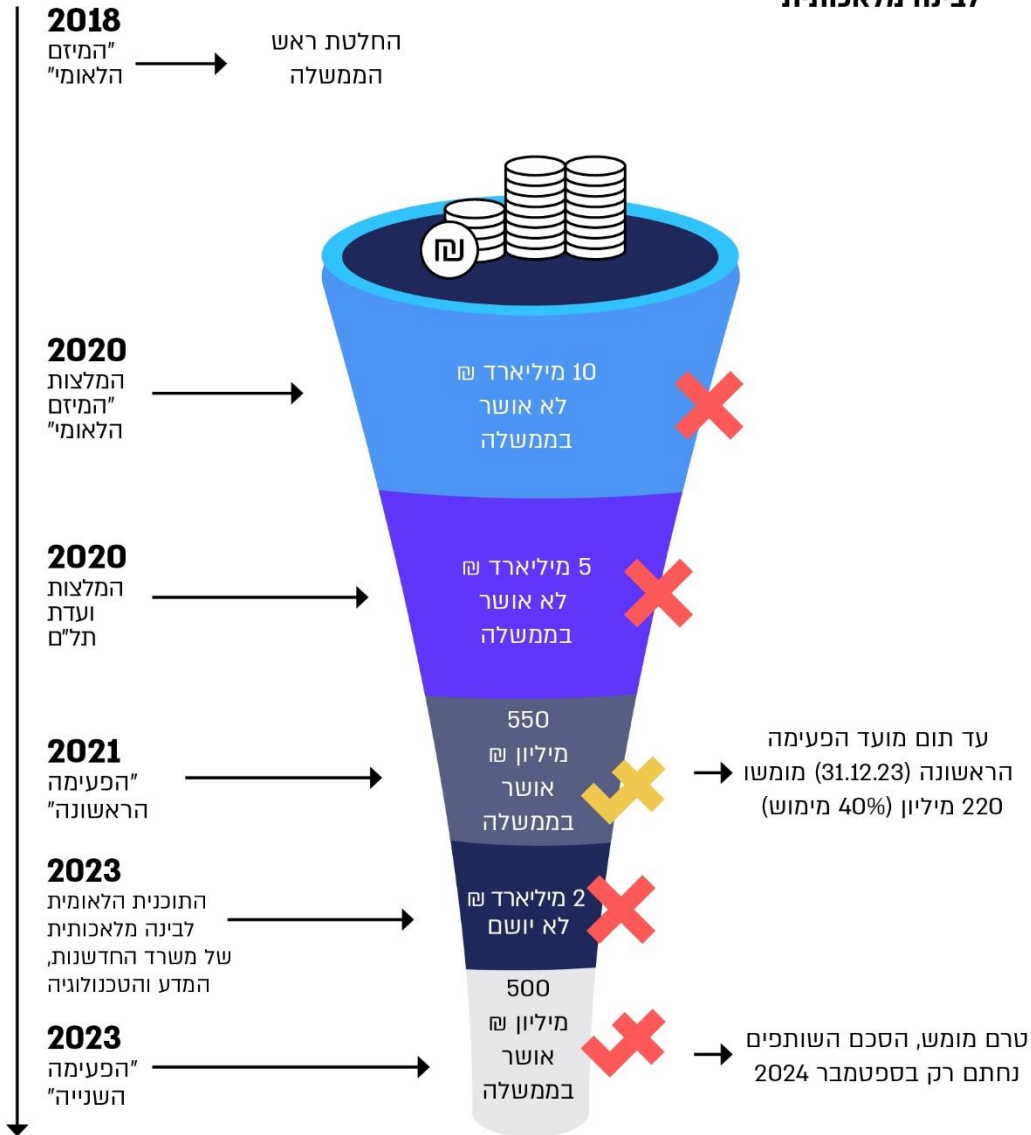 לבינה מלאכותית
2018
"המיזם
הלאומי"
החלטת ראש
הממשלה
₪
2020
המלצות
"המיזם
הלאומי"
10 מיליארד ₪
לא אושר
בממשלה
2020
המלצות
ועדת
תל"ם
5 מיליארד ₪
לא אושר
בממשלה
2021
"הפעימה
הראשונה"
550
מיליון ₪
אושר
בממשלה
עד תום מועד הפעימה
הראשונה (31.12.23) מומשו
220 מיליון (40% מימוש)
2023
התוכנית הלאומית
לבינה מלאכותית
של משרד החדשנות,
המדע והטכנולוגיה
2 מיליארד ₪
לא יושם
2023
"הפעימה
השנייה"
500
מיליון ₪
אושר
בממשלה
טרם מומש, הסכם השותפים
נחתם רק בספטמבר 2024